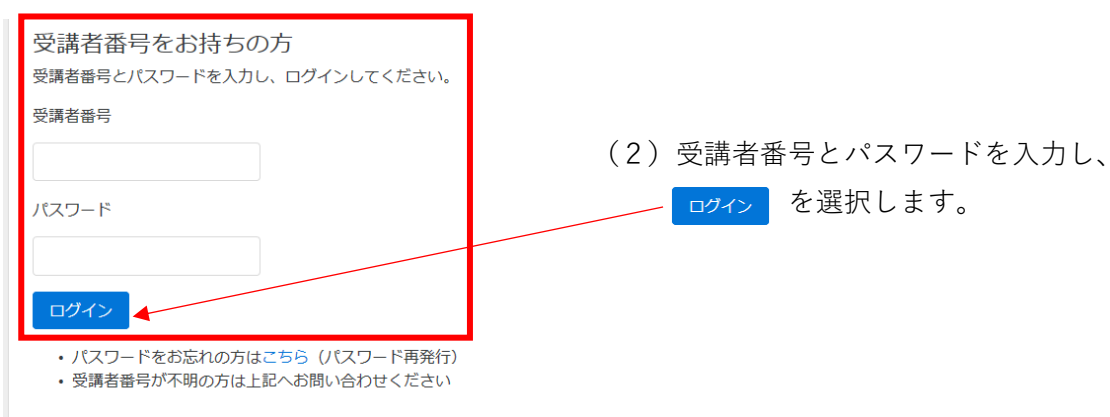 受講者番号をお持ちの方
受講者番号とパスワードを入力し、ログインしてください。
受講者番号
パスワード
ログイン
・パスワードをお忘れの方はこちら（パスワード再発行）
・受講者番号が不明の方は上記へお問い合わせください
（2）受講者番号とパスワードを入力し、
ログイン を選択します。